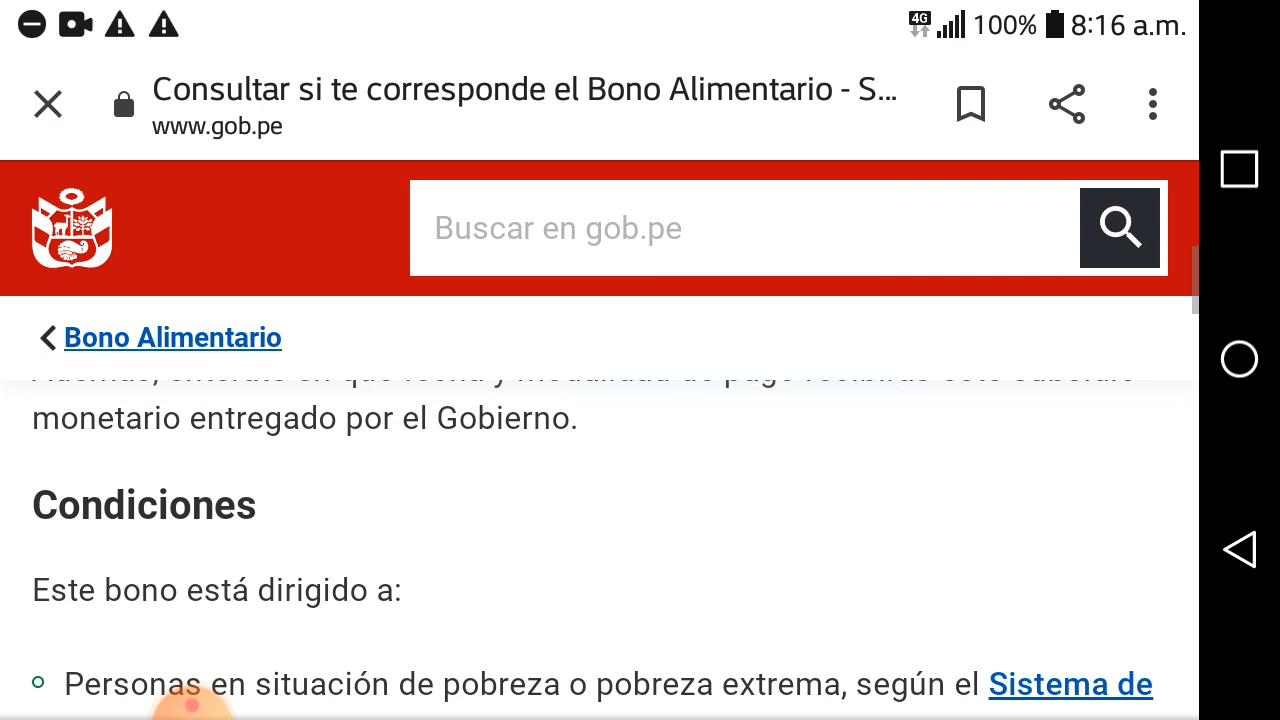 4G 100% 8:16 a.m.
Consultar si te corresponde el Bono Alimentario - S...
www.gob.pe
Buscar en gob.pe
Bono Alimentario
monetario entregado por el Gobierno.
Condiciones
Este bono está dirigido a:
Personas en situación de pobreza o pobreza extrema, según el Sistema de